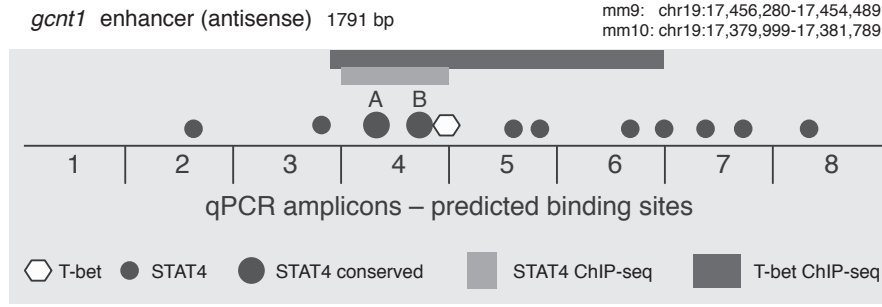 gcnt1 enhancer (antisense) 1791 bp
mm9: chr19:17,456,280-17,454,489
mm10: chr19:17,379,999-17,381,789
A B
1 2 3 4 5 6 7 8
qPCR amplicons – predicted binding sites
T-bet STAT4 STAT4 conserved STAT4 ChIP-seq T-bet ChIP-seq